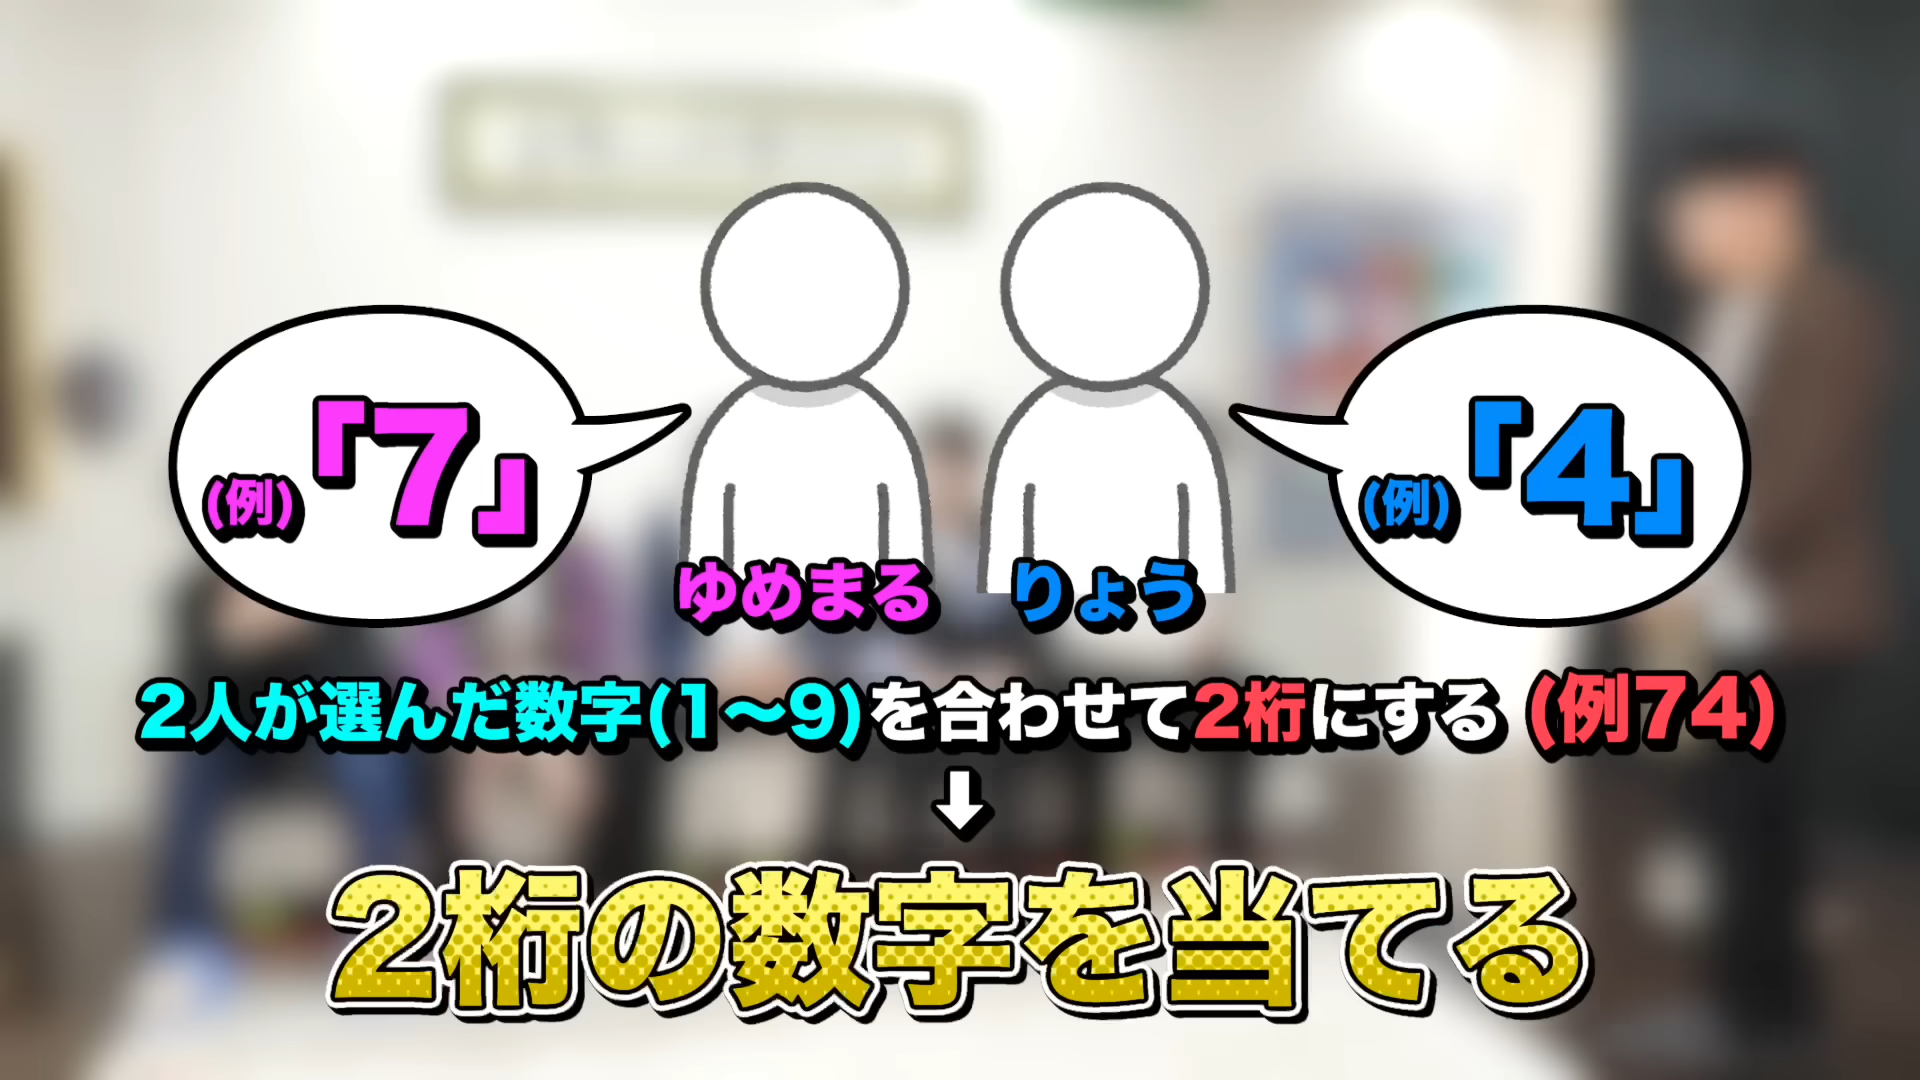 (例)「7」
(例)「4」
ゆめまる
りょう
2人が選んだ数字(1〜9)を合わせて2桁にする (例74)
⬇
2桁の数字を当てる